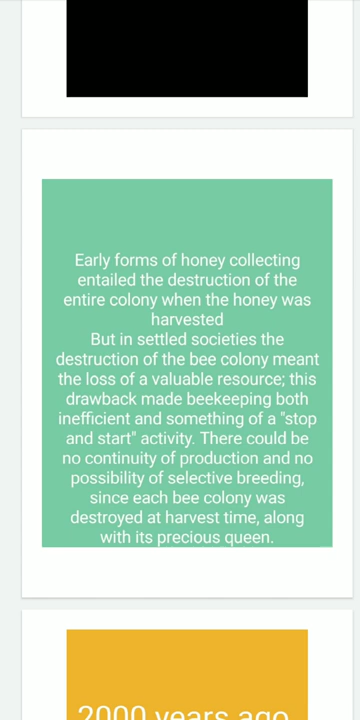 Early forms of honey collecting
entailed the destruction of the
entire colony when the honey was
harvested
But in settled societies the
destruction of the bee colony meant
the loss of a valuable resource; this
drawback made beekeeping both
inefficient and something of a "stop
and start" activity. There could be
no continuity of production and no
possibility of selective breeding,
since each bee colony was
destroyed at harvest time, along
with its precious queen.
2000 years ago